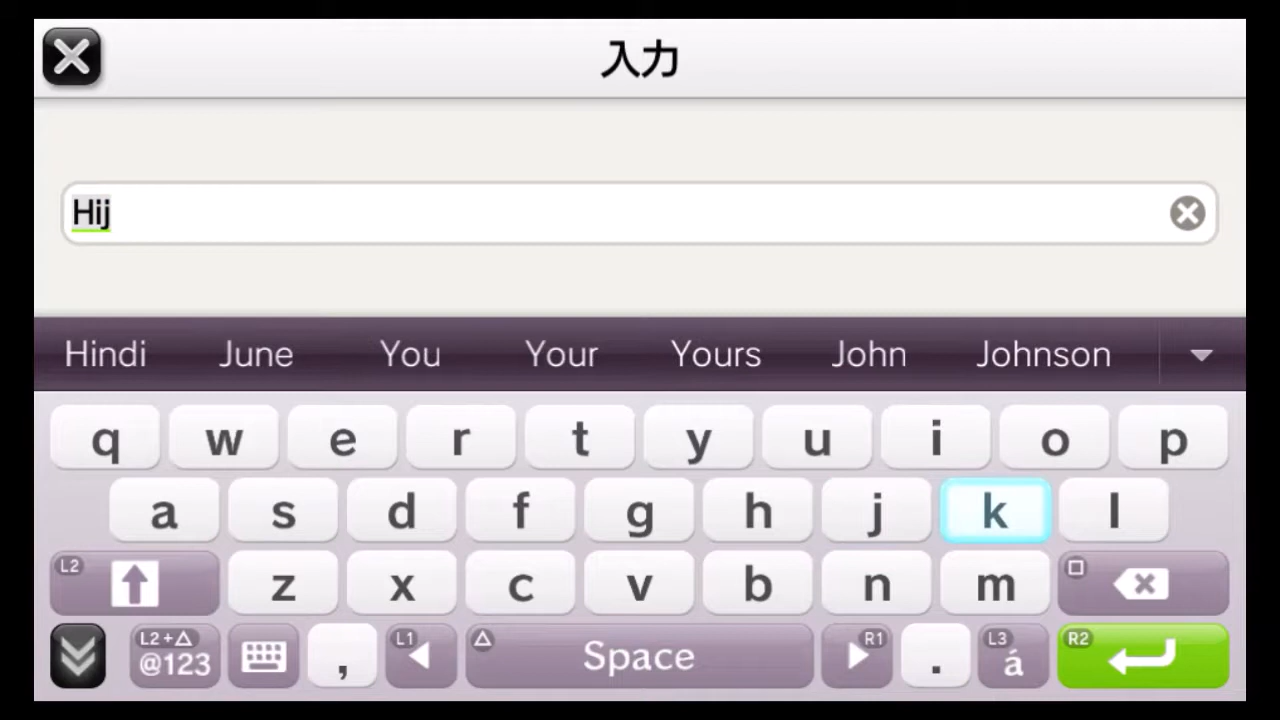 入力
Hij
Hindi June You Your Yours John Johnson
q w e r t y u i o p
a s d f g h j k l
L2 z x c v b n m
L2+△ @123 , L1 △ Space R1 . L3 á R2